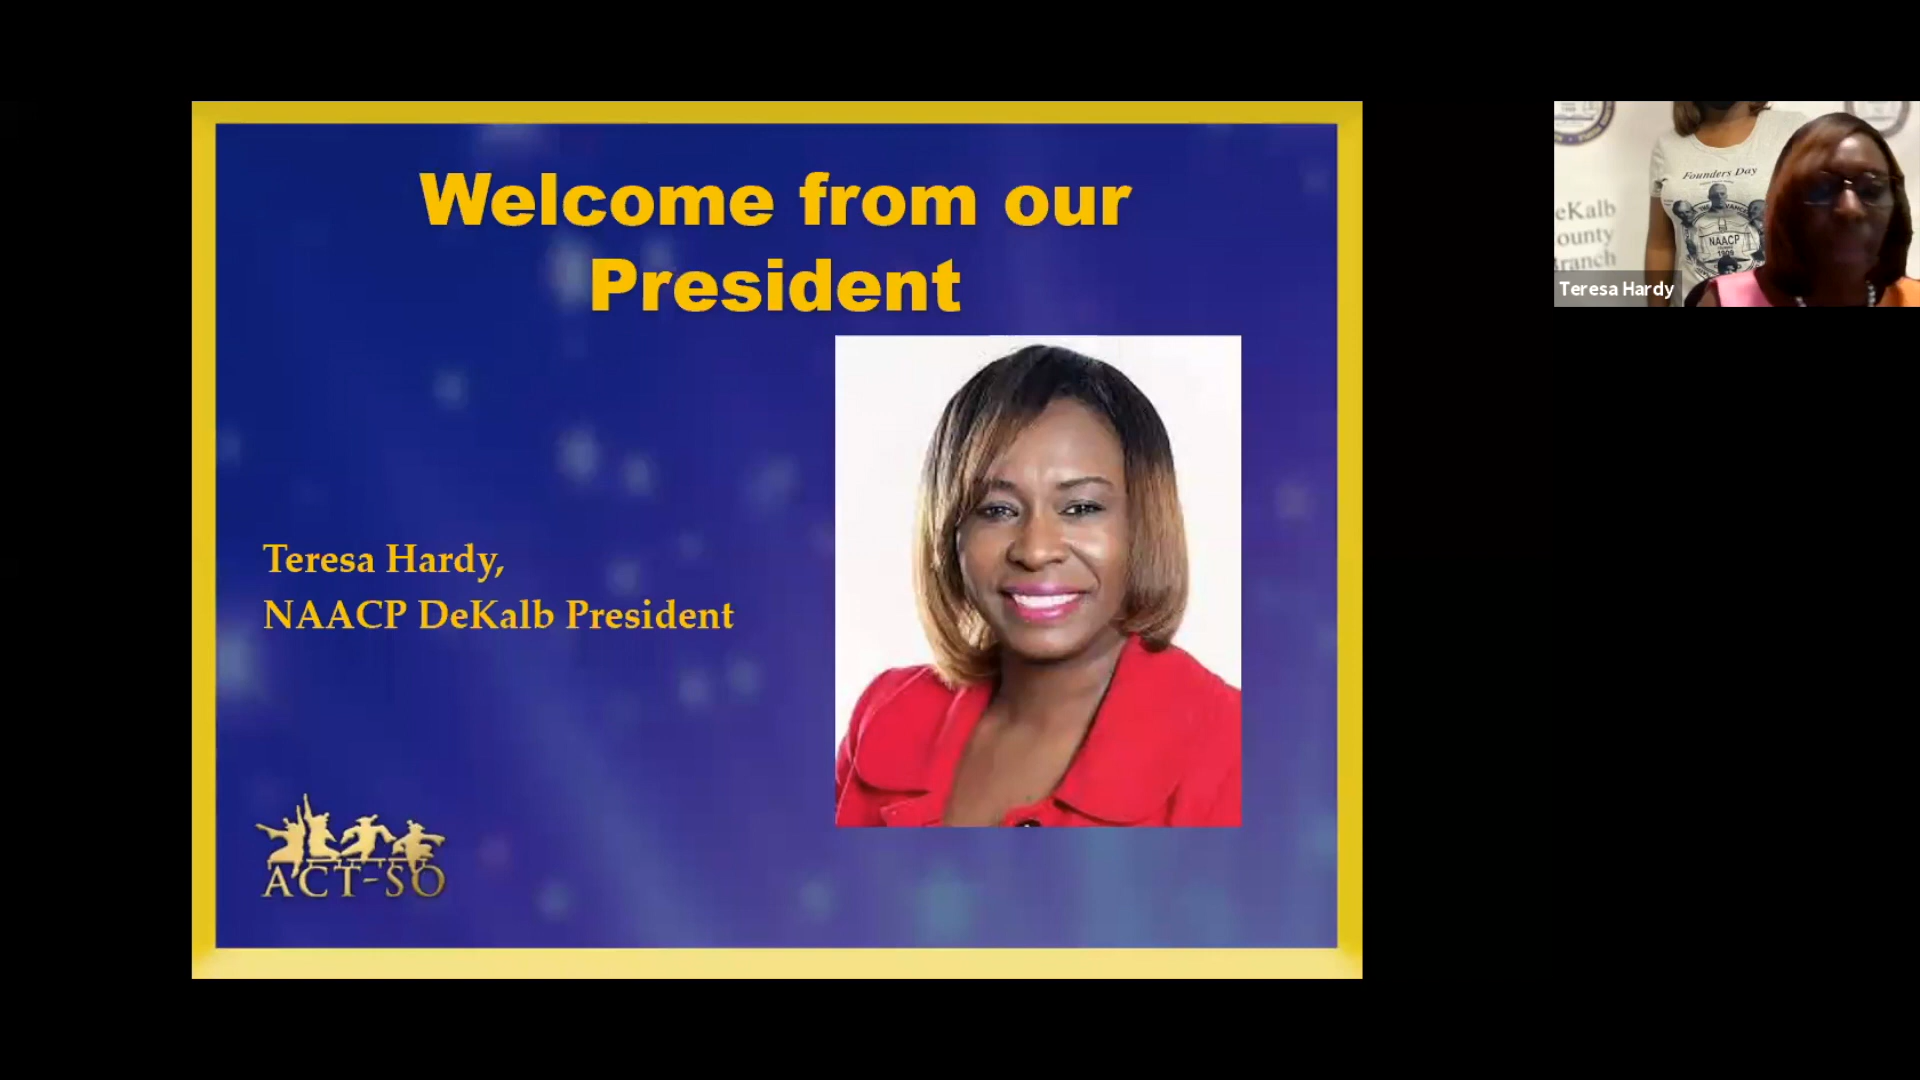 Welcome from our
President
Teresa Hardy,
NAACP DeKalb President
ACT-SO
Founders Day
NAACP
1909
eKalb
ounty
ranch
Teresa Hardy